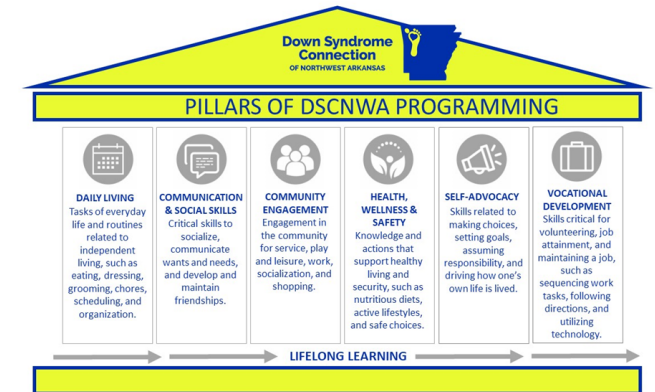 Down Syndrome
Connection
OF NORTHWEST ARKANSAS
PILLARS OF DSCNWA PROGRAMMING
DAILY LIVING
Tasks of everyday
life and routines
related to
independent
living, such as
eating, dressing,
grooming, chores,
scheduling, and
organization.
COMMUNICATION
& SOCIAL SKILLS
Critical skills to
socialize,
communicate
wants and needs,
and develop and
maintain
friendships.
COMMUNITY
ENGAGEMENT
Engagement in
the community
for service, play
and leisure, work,
socialization, and
shopping.
HEALTH,
WELLNESS &
SAFETY
Knowledge and
actions that
support healthy
living and
security, such as
nutritious diets,
active lifestyles,
and safe choices.
SELF-ADVOCACY
Skills related to
making choices,
setting goals,
assuming
responsibility, and
driving how one's
own life is lived.
VOCATIONAL
DEVELOPMENT
Skills critical for
volunteering, job
attainment, and
maintaining a job,
such as
sequencing work
tasks, following
directions, and
utilizing
technology.
LIFELONG LEARNING